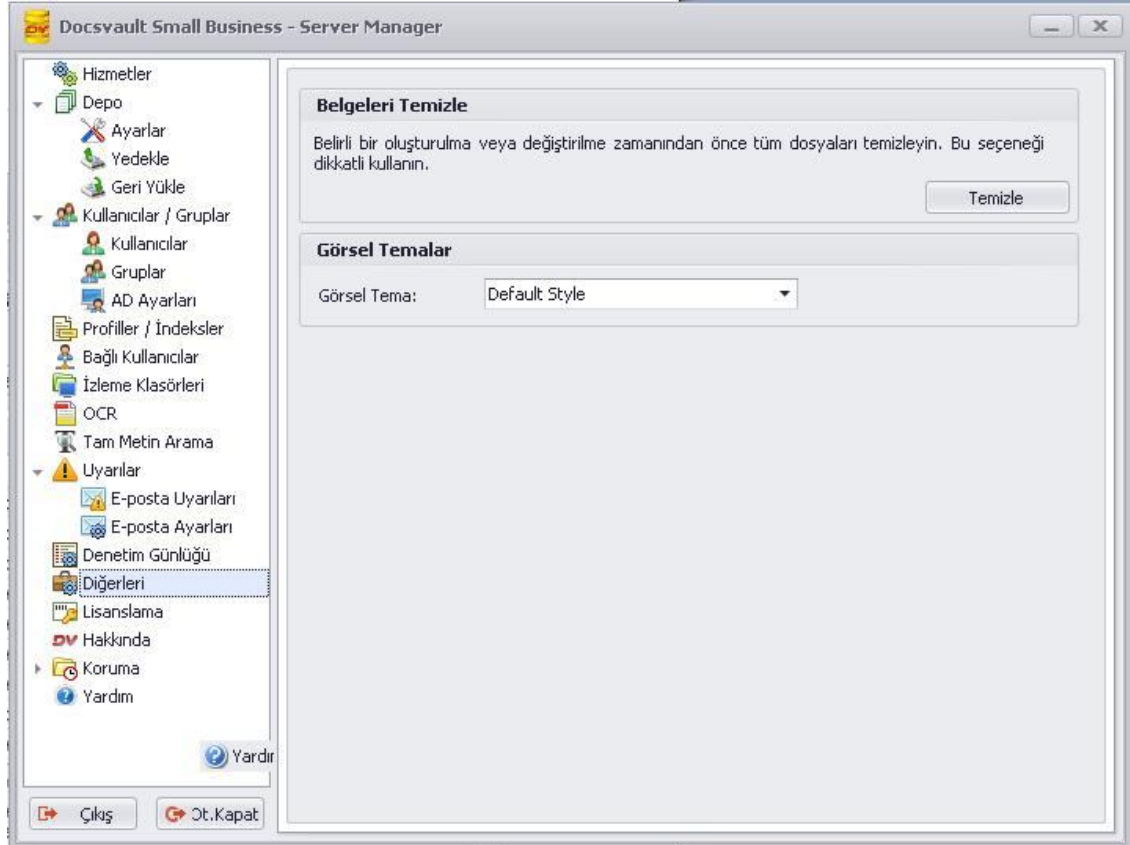 Docsvault Small Business - Server Manager
Hizmetler
Depo
Ayarlar
Yedekle
Geri Yükle
Kullanıcılar / Gruplar
Kullanıcılar
Gruplar
AD Ayarları
Profiller / İndeksler
Bağlı Kullanıcılar
İzleme Klasörleri
OCR
Tam Metin Arama
Uyarılar
E-posta Uyarıları
E-posta Ayarları
Denetim Günlüğü
Diğerleri
Lisanslama
DV Hakkında
Koruma
Yardım
Yardır
Çıkış
Ot.Kapat
Belgeleri Temizle
Belirli bir oluşturulma veya değiştirilme zamanından önce tüm dosyaları temizleyin. Bu seçeneği
dikkatli kullanın.
Temizle
Görsel Temalar
Görsel Tema:
Default Style